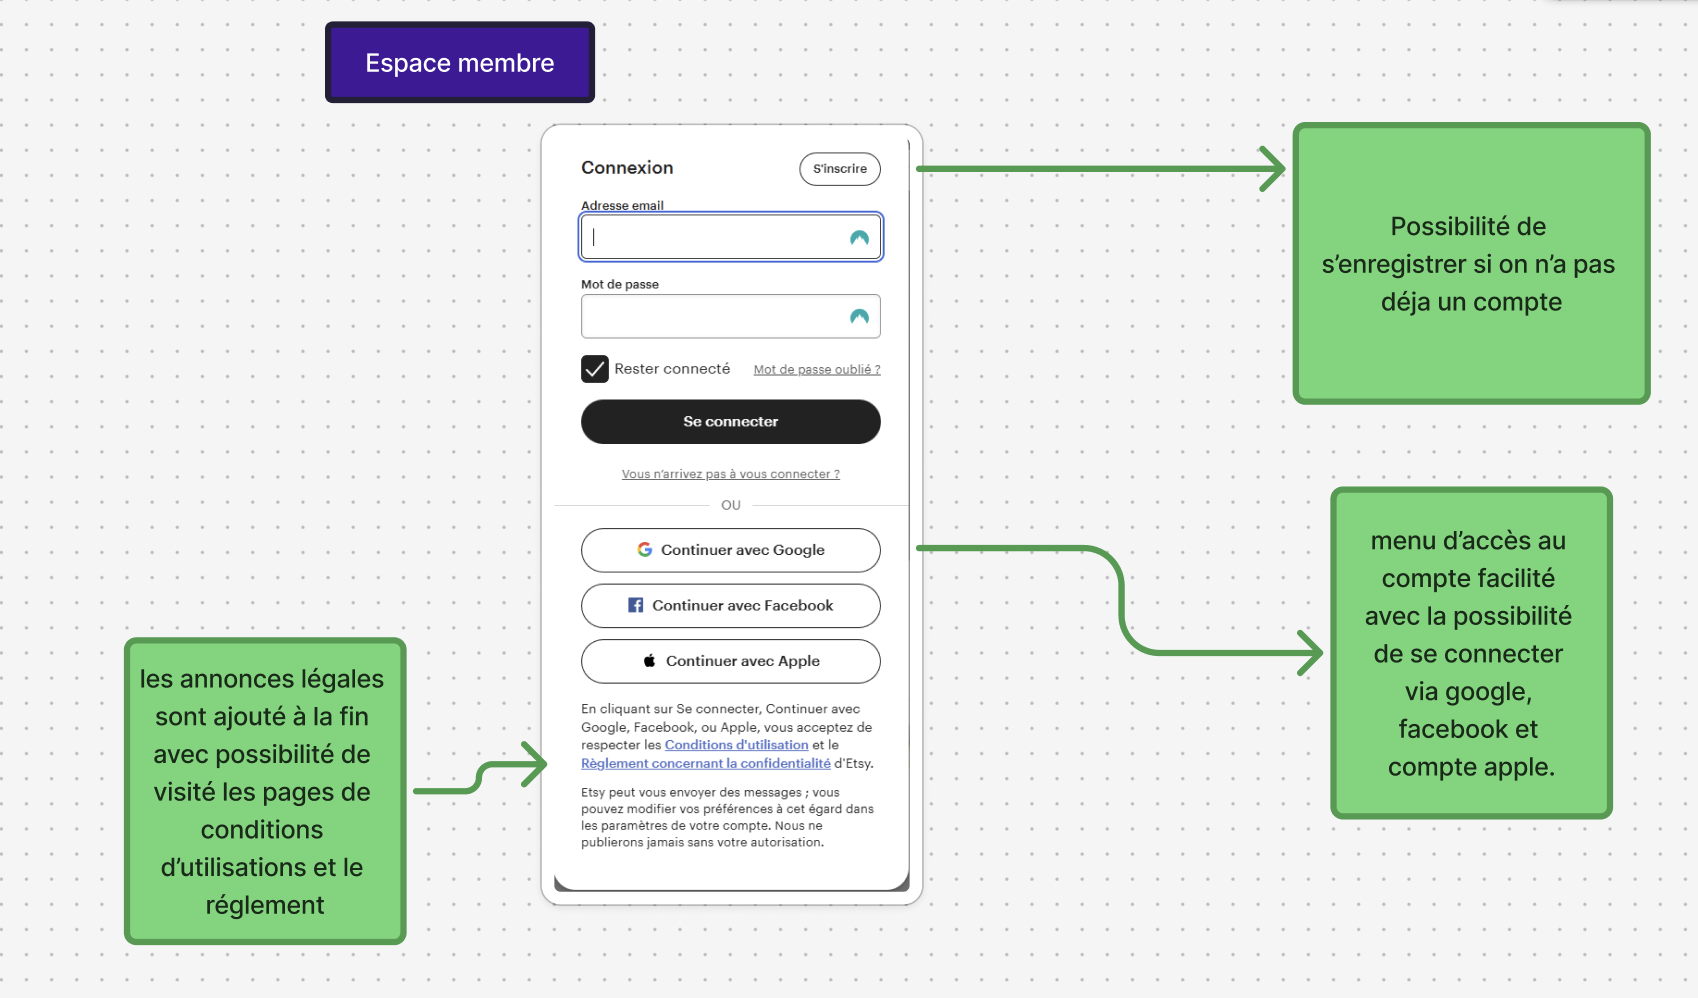 Espace membre
Connexion
S'inscrire
Adresse email
Mot de passe
Rester connecté
Mot de passe oublié ?
Se connecter
Vous n'arrivez pas à vous connecter ?
OU
Continuer avec Google
Continuer avec Facebook
Continuer avec Apple
En cliquant sur Se connecter, Continuer avec
Google, Facebook, ou Apple, vous acceptez de
respecter les Conditions d'utilisation et le
Règlement concernant la confidentialité d'Etsy.
Etsy peut vous envoyer des messages ; vous
pouvez modifier vos préférences à cet égard dans
les paramètres de votre compte. Nous ne
publierons jamais sans votre autorisation.
Possibilité de
s’enregistrer si on n’a pas
déja un compte
menu d’accès au
compte facilité
avec la possibilité
de se connecter
via google,
facebook et
compte apple.
les annonces légales
sont ajouté à la fin
avec possibilité de
visité les pages de
conditions
d’utilisations et le
réglement